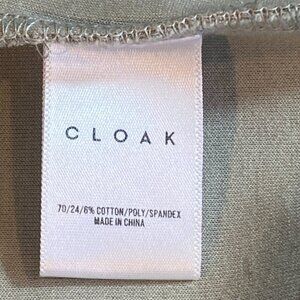 CLOAK
70/24/6% COTTON/POLY/SPANDEX
MADE IN CHINA